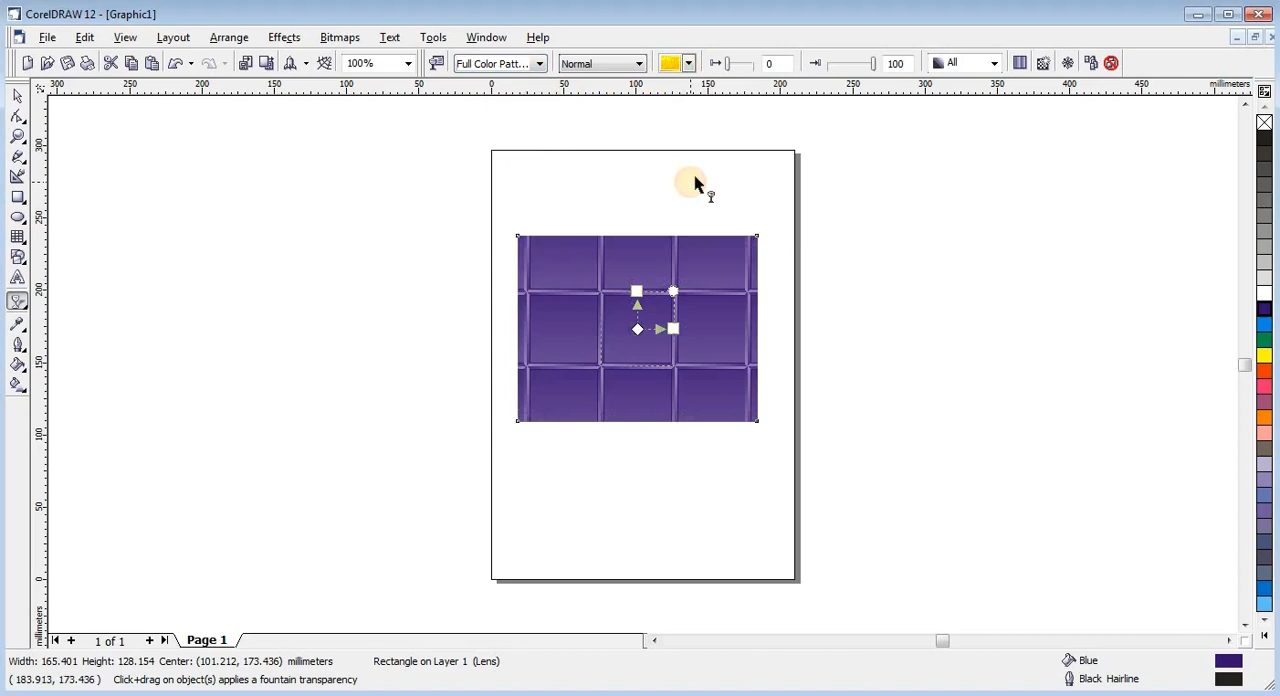 CorelDRAW 12 - [Graphic1]
File Edit View Layout Arrange Effects Bitmaps Text Tools Window Help
100% Full Color Patt... Normal 0 100 All
300 250 200 150 100 50 0 50 100 150 200 250 300 350 400 450 millimeters
300
250
200
150
100
50
0
millimeters
1 of 1 Page 1
Width: 165.401 Height: 128.154 Center: (101.212, 173.436) millimeters Rectangle on Layer 1 (Lens) Blue
( 183.913, 173.436 ) Click+drag on object(s) applies a fountain transparency Black Hairline